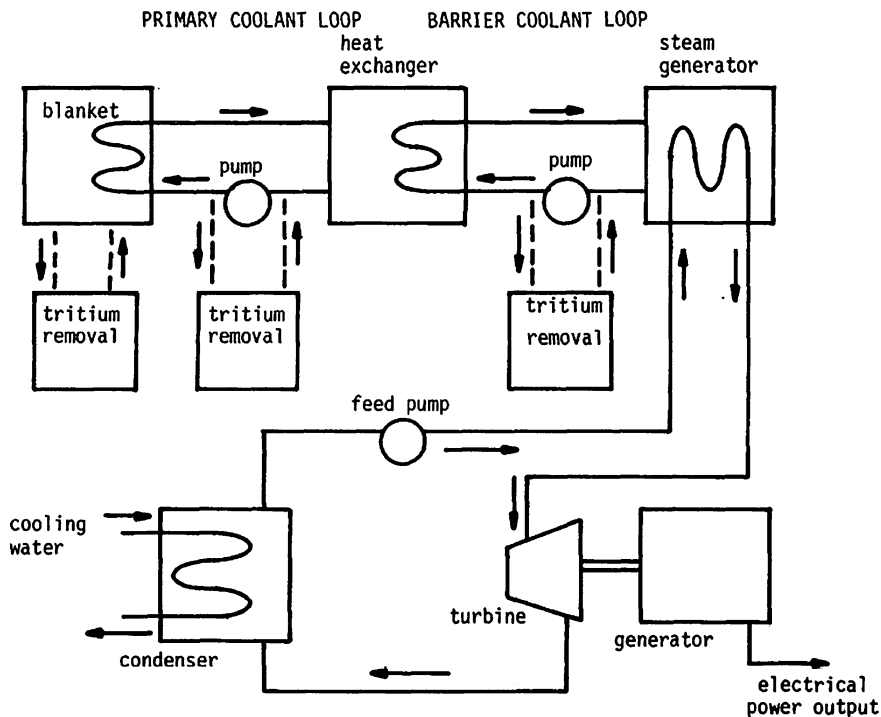 PRIMARY COOLANT LOOP
BARRIER COOLANT LOOP
heat
exchanger
steam
generator
blanket
pump
pump
tritium
removal
tritium
removal
tritium
removal
feed pump
cooling
water
condenser
turbine
generator
electrical
power output